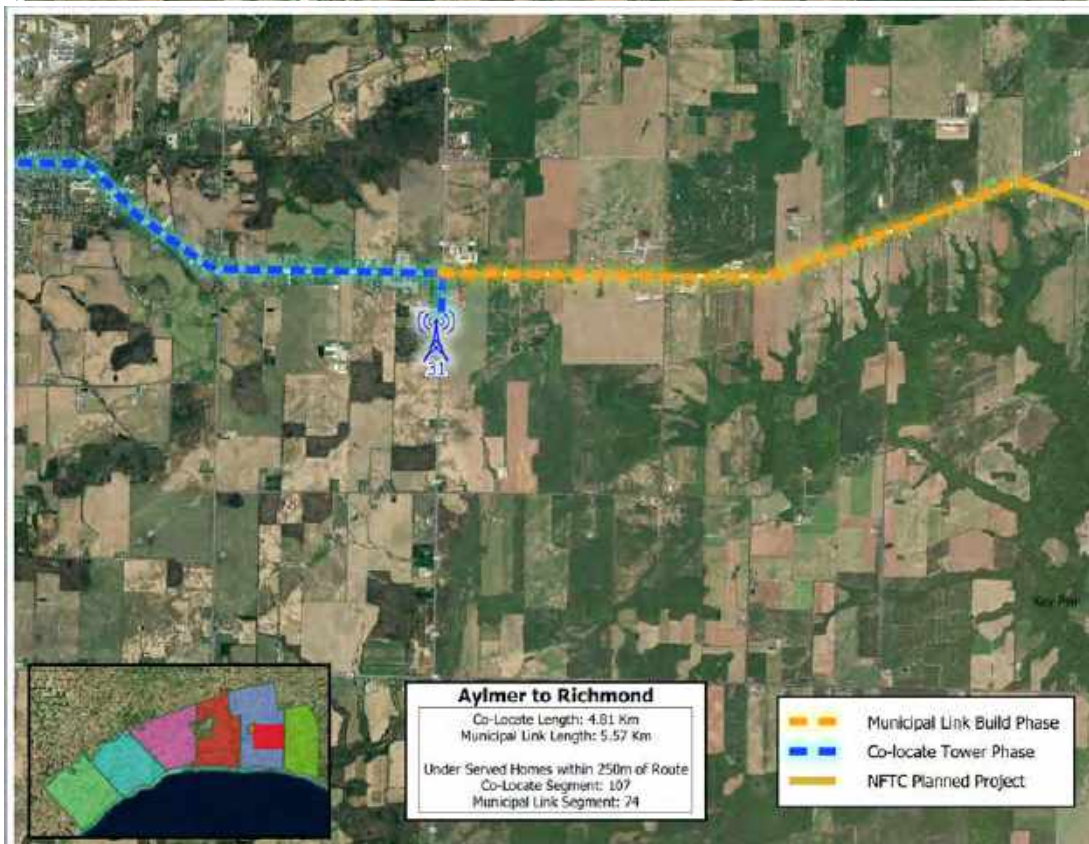 31
Key Plan
Aylmer to Richmond
Co-Locate Length: 4.81 Km
Municipal Link Length: 5.57 Km
Under Served Homes within 250m of Route
Co-Locate Segment: 107
Municipal Link Segment: 74
Municipal Link Build Phase
Co-locate Tower Phase
NFTC Planned Project